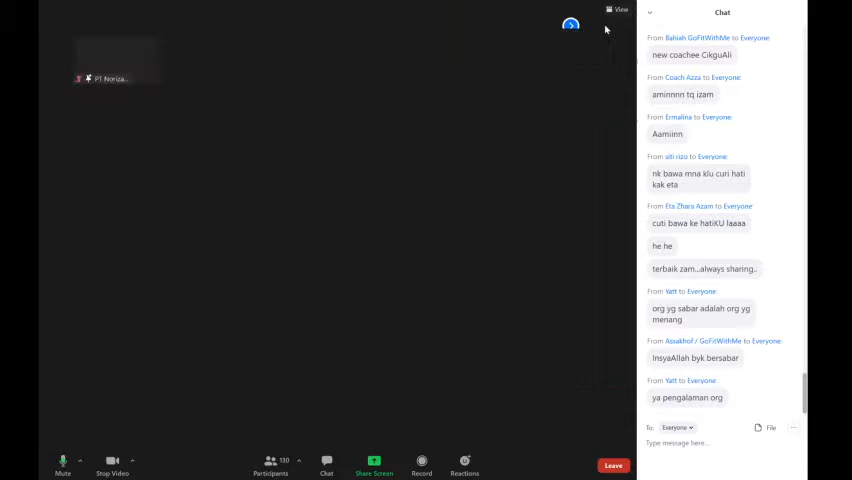 View
PT Noriza...
Mute
Stop Video
130
Participants
Chat
Share Screen
Record
Reactions
Leave
Chat
From Bahiah GoFitWithMe to Everyone:
new coachee CikguAli
From Coach Azza to Everyone:
aminnnn tq izam
From Ermalina to Everyone:
Aamiinn
From uiti rizo to Everyone:
nk bawa mna klu curi hati
kak eta
From Eta Zhara Azam to Everyone:
cuti bawa ke hatiKU laaaa
he he
terbaik zam...always sharing..
From Yatt to Everyone:
org yg sabar adalah org yg
menang
From Assakhof / GoFitWithMe to Everyone:
InsyaAllah byk bersabar
From Yatt to Everyone:
ya pengalaman org
To: Everyone
File
Type message here...